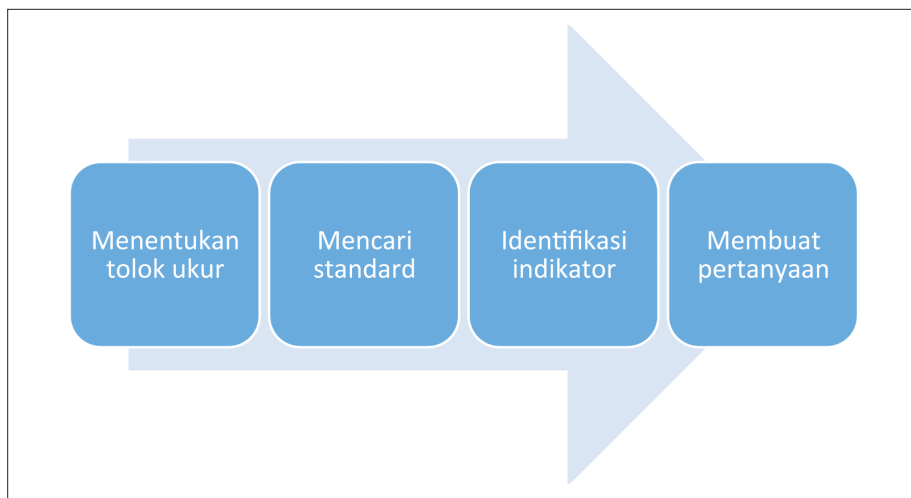 Menentukan
tolok ukur
Mencari
standard
Identifikasi
indikator
Membuat
pertanyaan